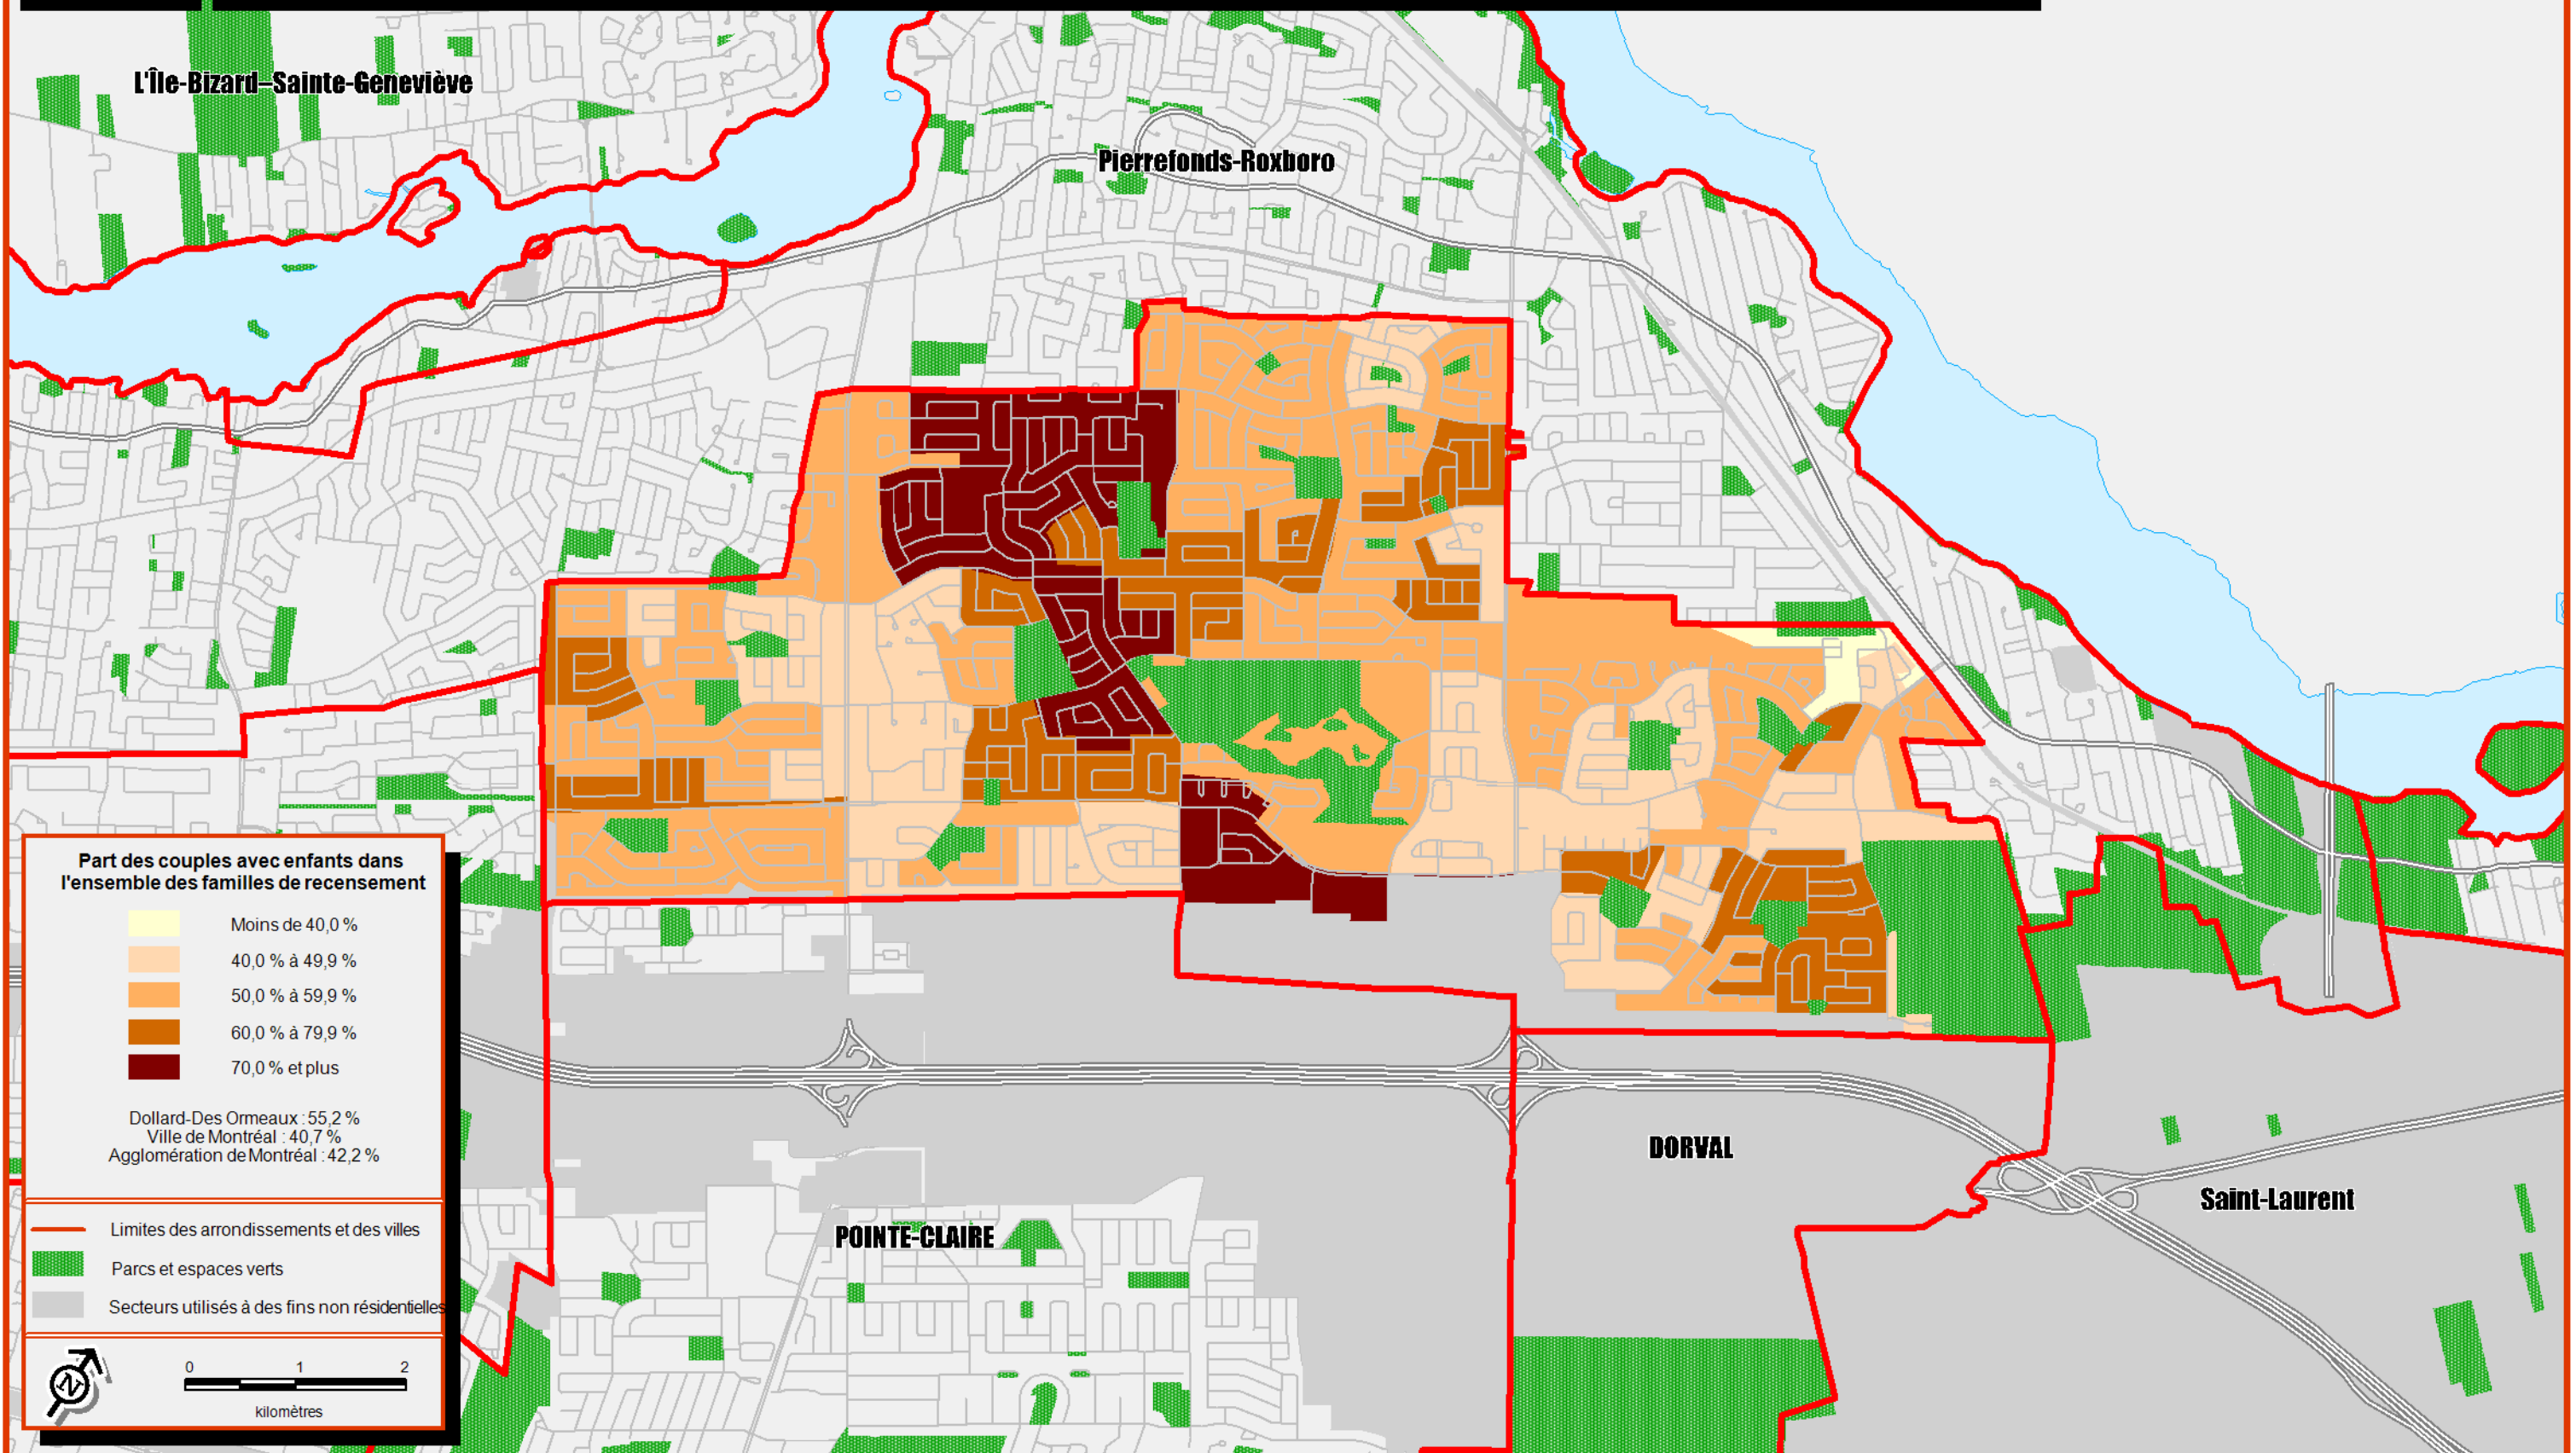 L'Île-Bizard–Sainte-Geneviève
Pierrefonds-Roxboro
Part des couples avec enfants dans
l'ensemble des familles de recensement
Moins de 40,0 %
40,0 % à 49,9 %
50,0 % à 59,9 %
60,0 % à 79,9 %
70,0 % et plus
Dollard-Des Ormeaux : 55,2 %
Ville de Montréal : 40,7 %
Agglomération de Montréal : 42,2 %
Limites des arrondissements et des villes
Parcs et espaces verts
Secteurs utilisés à des fins non résidentielles
N
0 1 2
kilomètres
DORVAL
Saint-Laurent
POINTE-CLAIRE